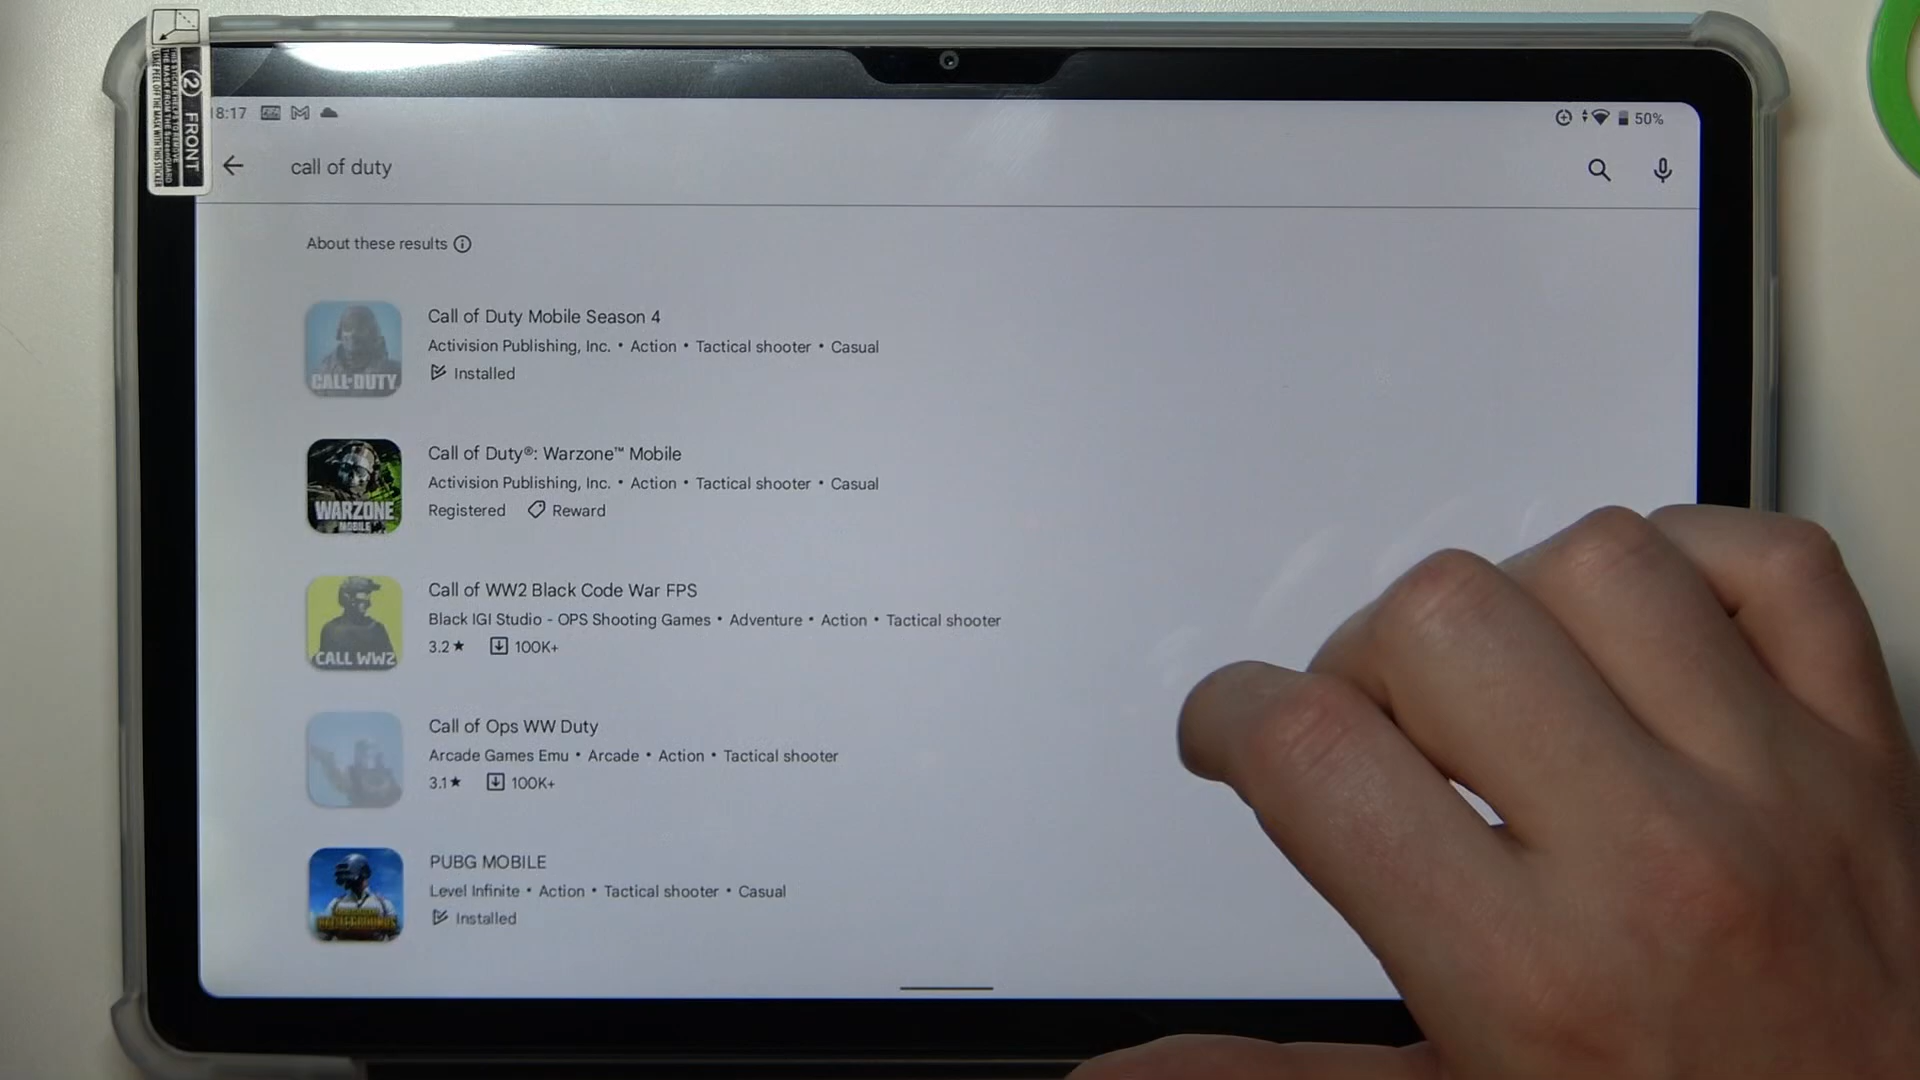 2 FRONT
8:17
50%
call of duty
About these results
Call of Duty Mobile Season 4
Activision Publishing, Inc. • Action • Tactical shooter • Casual
Installed
CALL OF DUTY
Call of Duty®: Warzone™ Mobile
Activision Publishing, Inc. • Action • Tactical shooter • Casual
Registered Reward
WARZONE
MOBILE
Call of WW2 Black Code War FPS
Black IGI Studio - OPS Shooting Games • Adventure • Action • Tactical shooter
3.2★ 100K+
CALL WW2
Call of Ops WW Duty
Arcade Games Emu • Arcade • Action • Tactical shooter
3.1★ 100K+
PUBG MOBILE
Level Infinite • Action • Tactical shooter • Casual
Installed